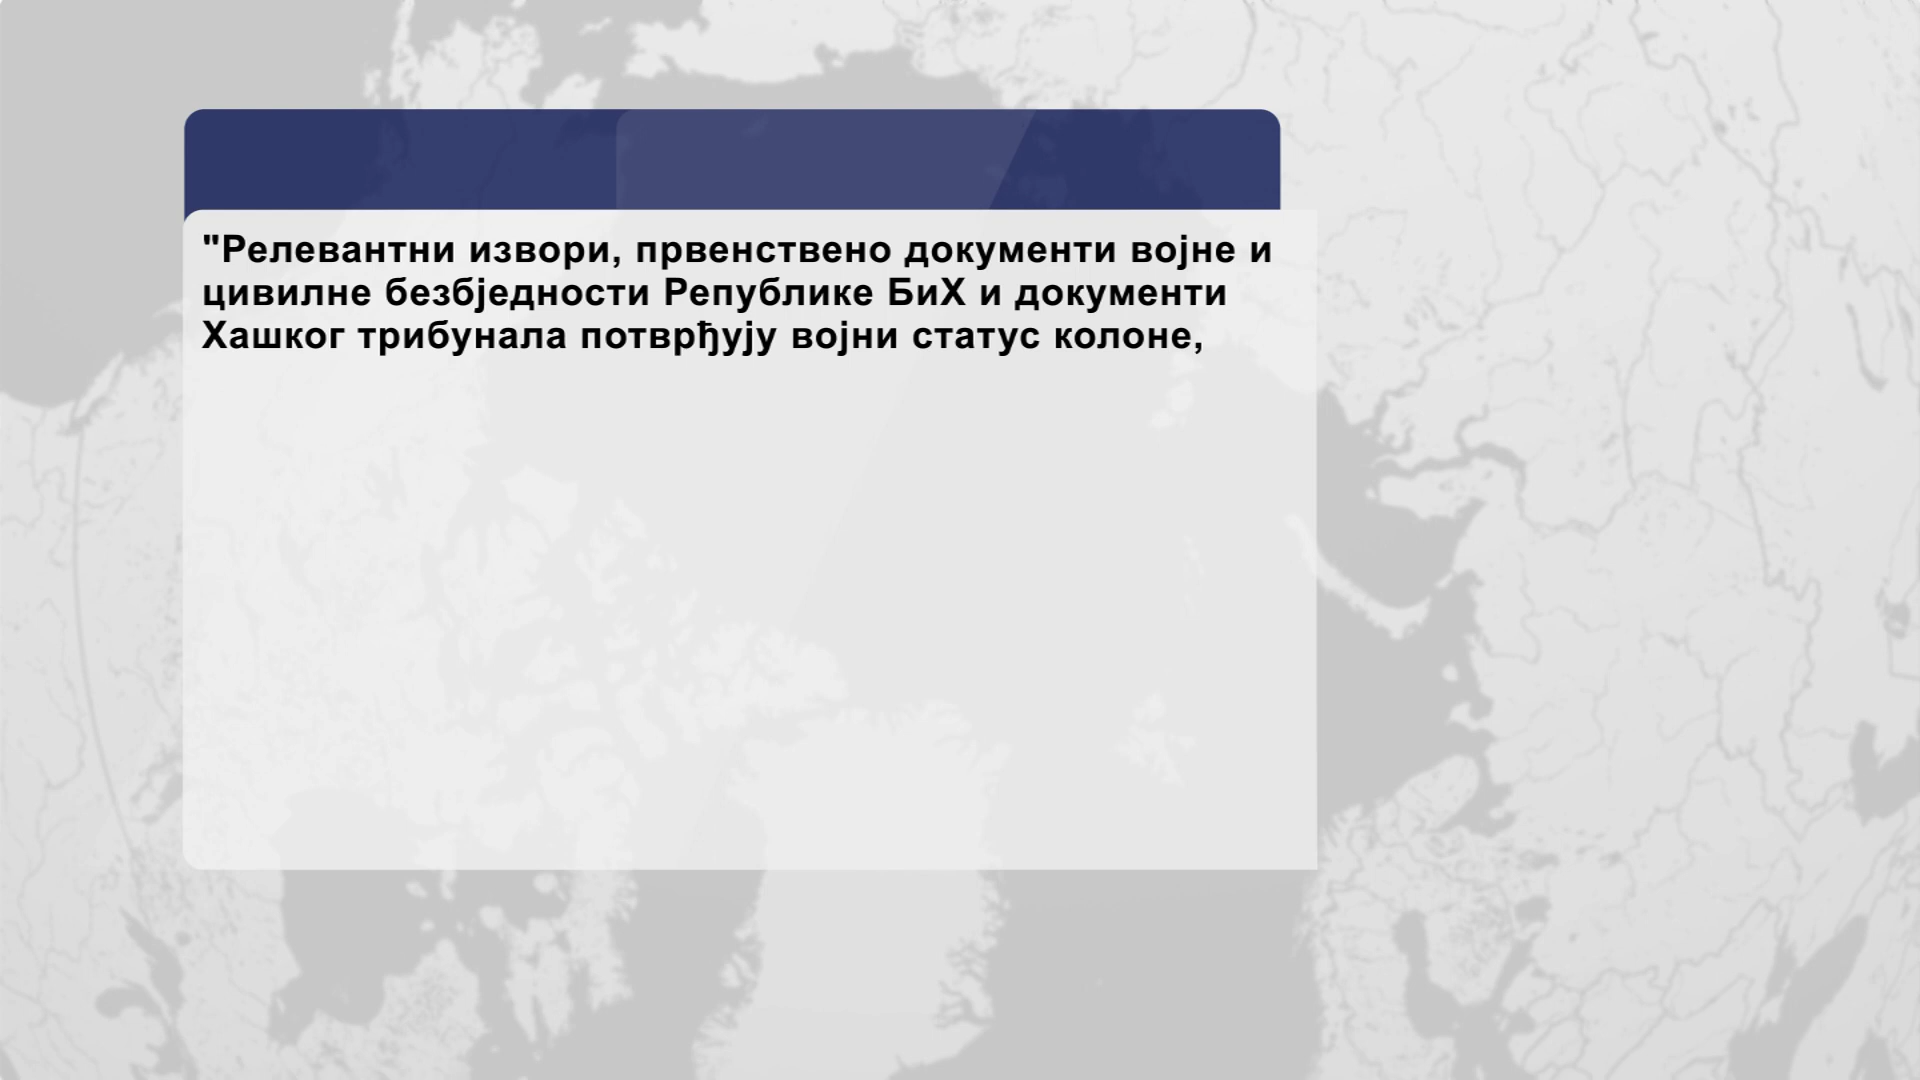 "Релевантни извори, првенствено документи војне и
цивилне безбједности Републике БиХ и документи
Хашког трибунала потврђују војни статус колоне,